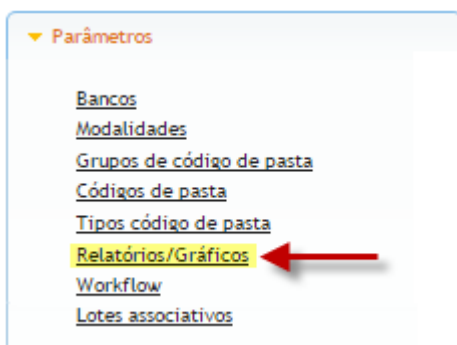 Parâmetros
Bancos
Modalidades
Grupos de código de pasta
Códigos de pasta
Tipos código de pasta
Relatórios/Gráficos
Workflow
Lotes associativos